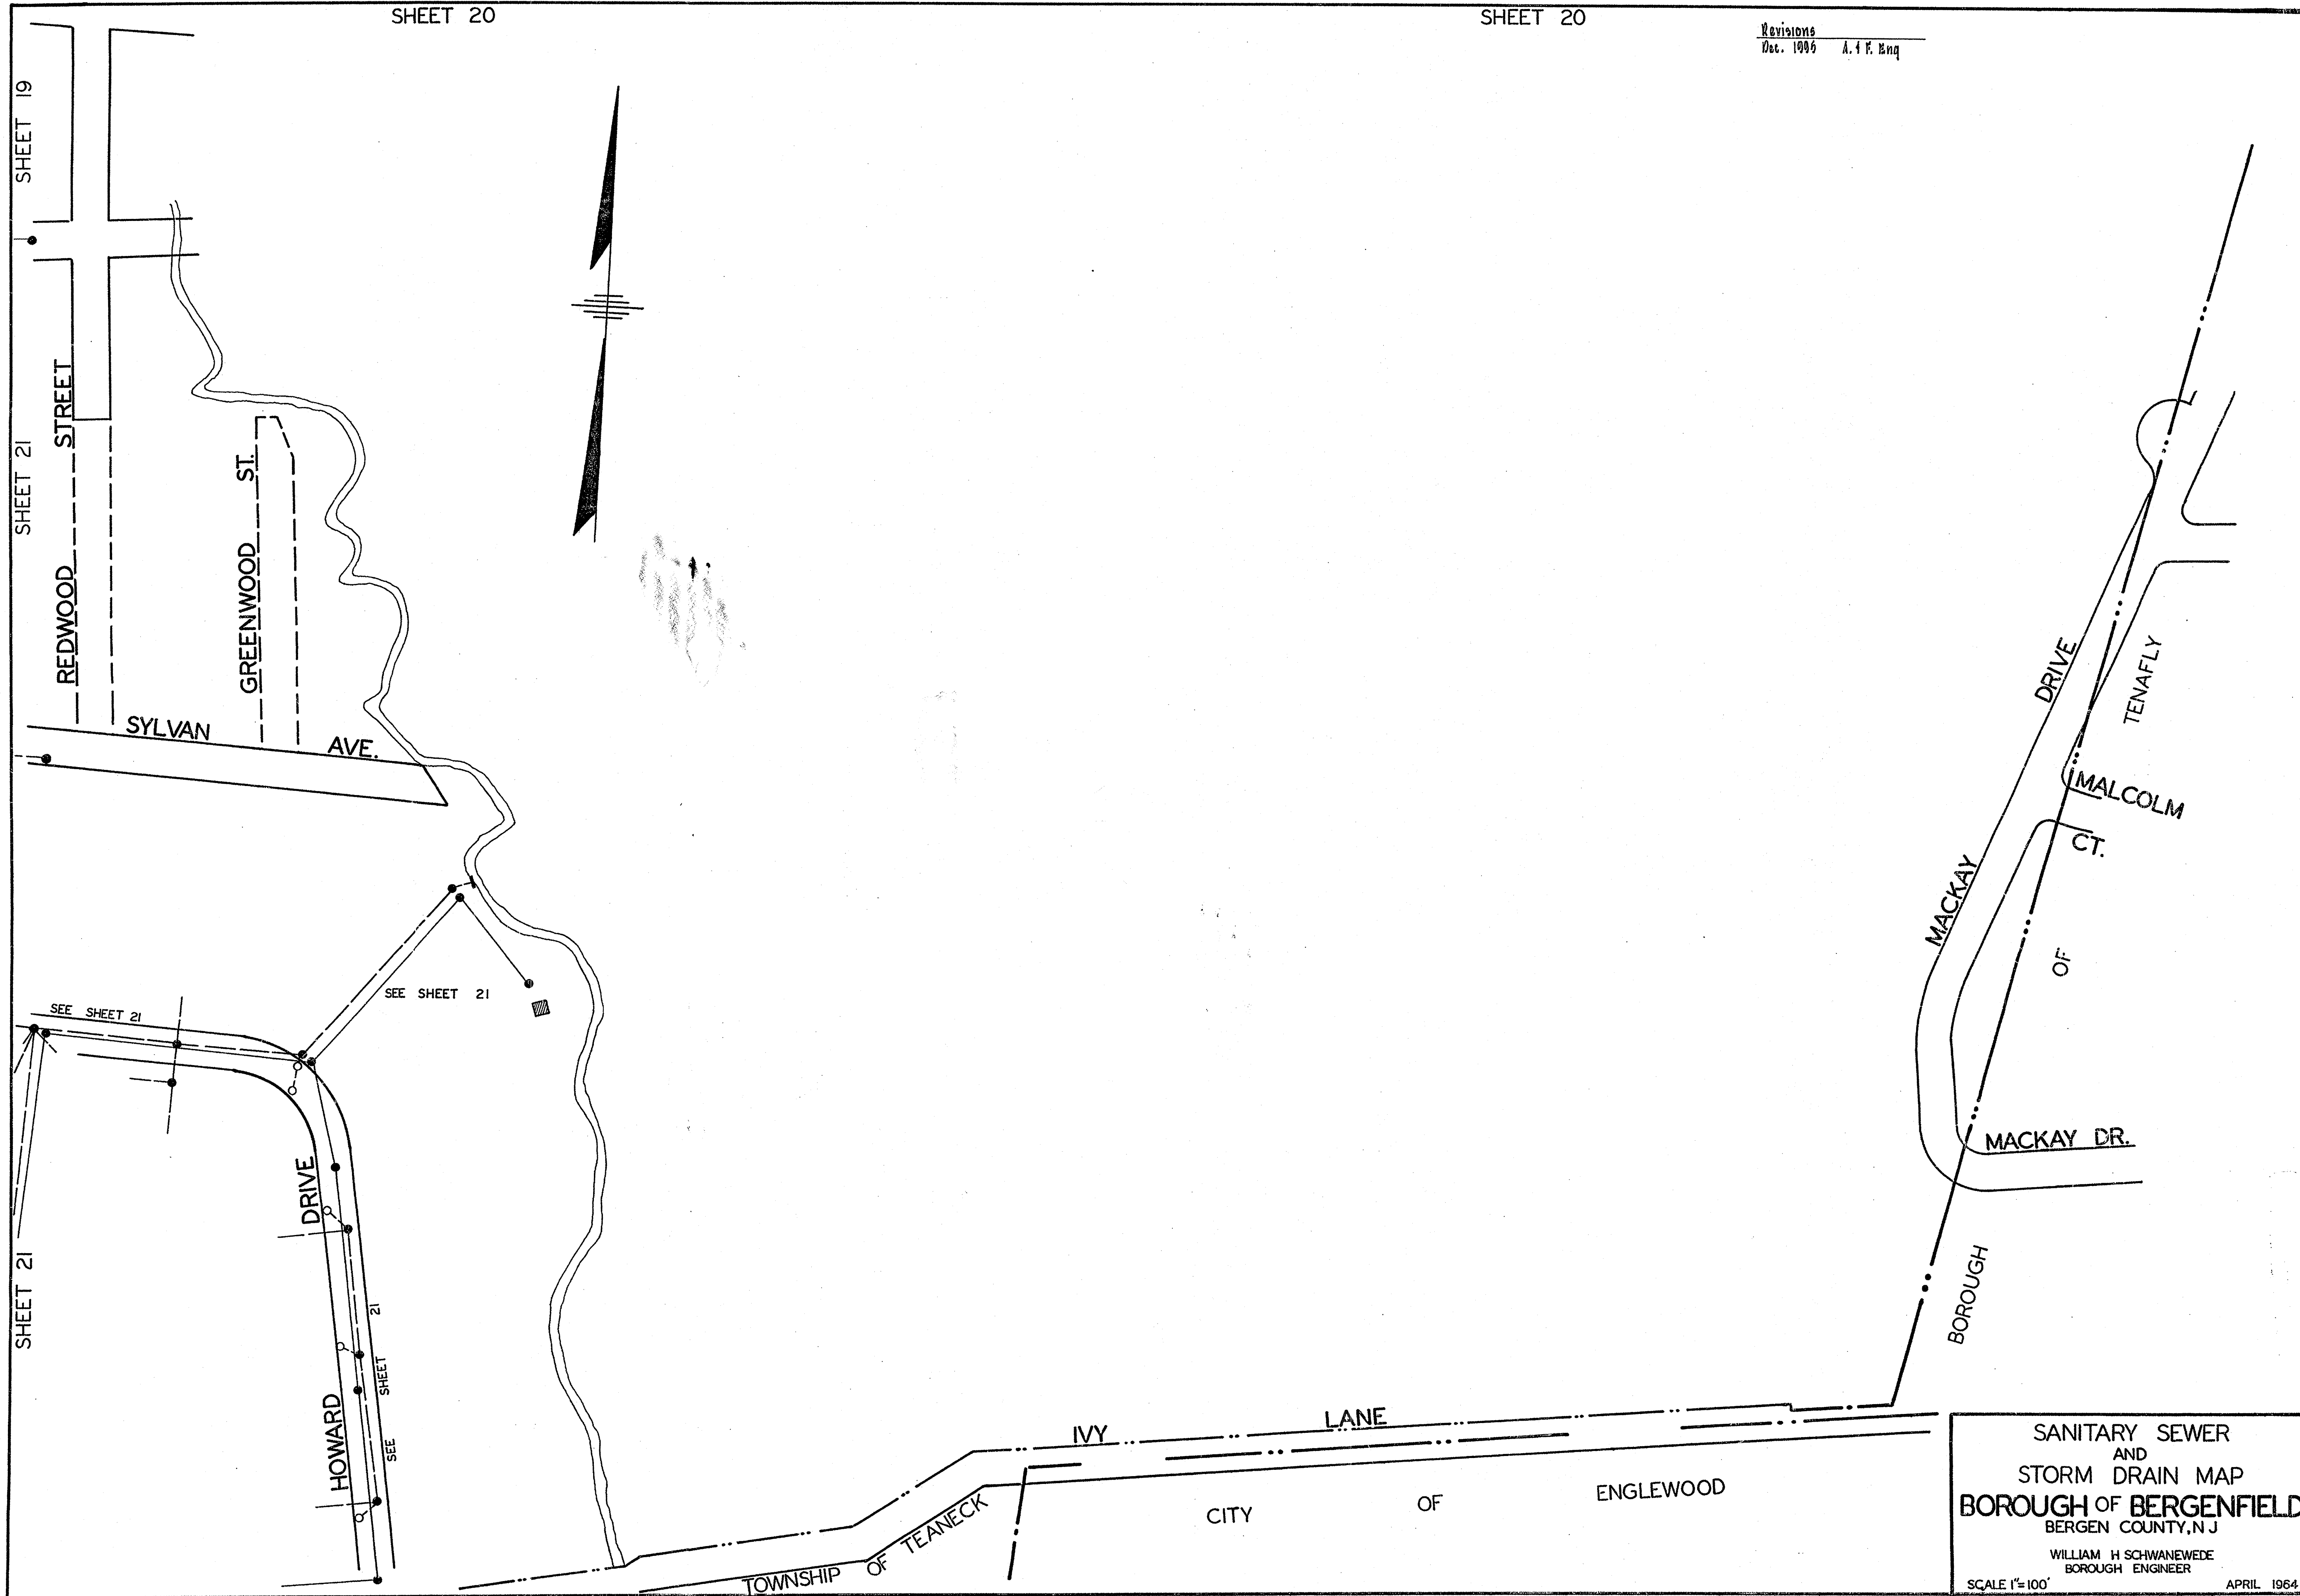 SHEET 20
SHEET 20
Revisions
Dec. 1995 A. & F. Eng
SHEET 19
SHEET 21
REDWOOD STREET
GREENWOOD ST.
SYLVAN AVE.
SEE SHEET 21
SEE SHEET 21
SHEET 21
HOWARD DRIVE
SEE SHEET 21
MACKAY DRIVE
MALCOLM
CT.
MACKAY DR.
BOROUGH OF TENAFLY
IVY LANE
TOWNSHIP OF TEANECK
CITY OF ENGLEWOOD
SANITARY SEWER
AND
STORM DRAIN MAP
BOROUGH OF BERGENFIELD
BERGEN COUNTY, N J
WILLIAM H SCHWANEWEDE
BOROUGH ENGINEER
SCALE 1"=100'
APRIL 1964